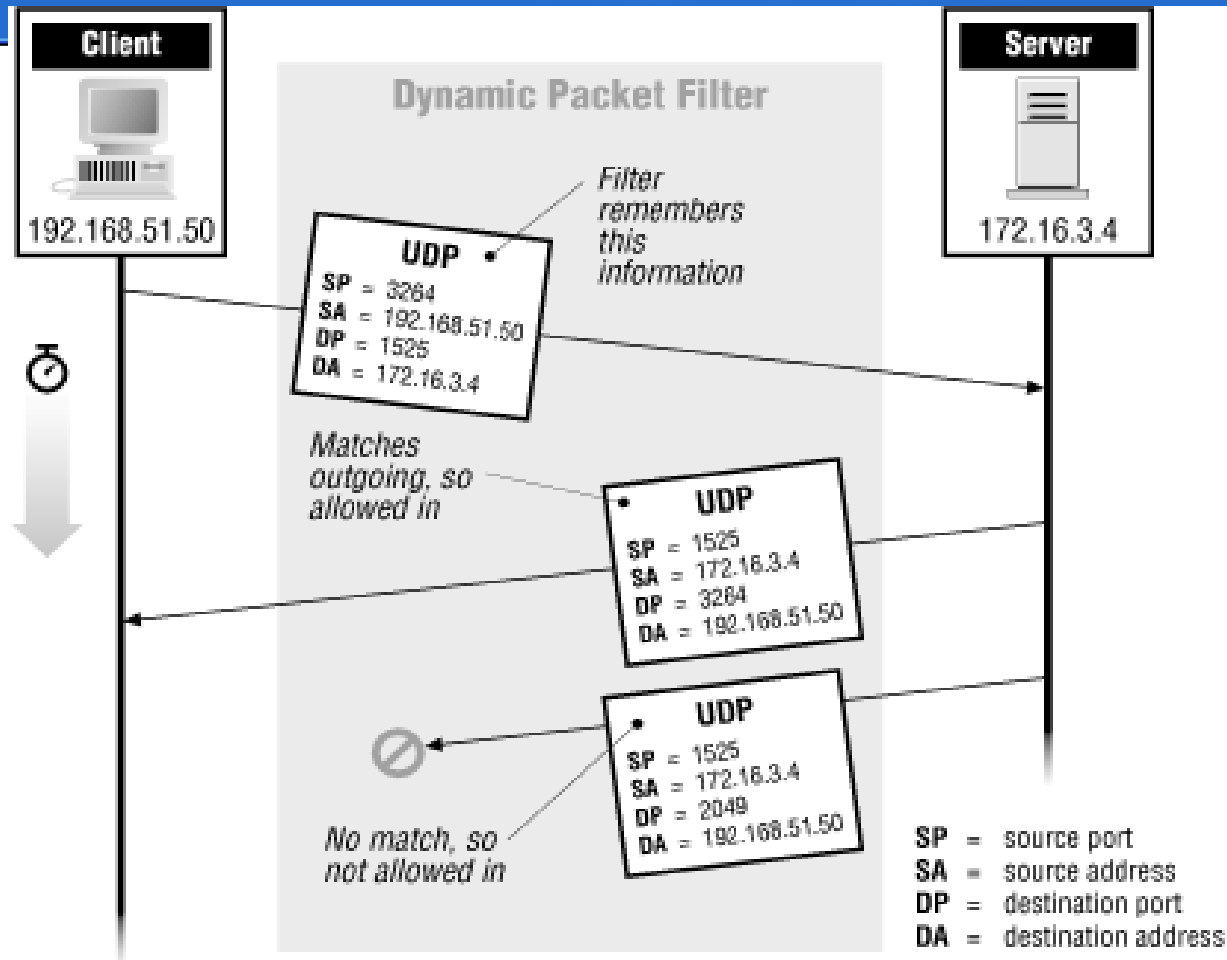 Client
192.168.51.50
Server
172.16.3.4
Dynamic Packet Filter
Filter
remembers
this
information
UDP
SP = 3264
SA = 192.168.51.50
DP = 1525
DA = 172.16.3.4
Matches
outgoing, so
allowed in
UDP
SP = 1525
SA = 172.16.3.4
DP = 3264
DA = 192.168.51.50
UDP
SP = 1525
SA = 172.16.3.4
DP = 2049
DA = 192.168.51.50
No match, so
not allowed in
SP = source port
SA = source address
DP = destination port
DA = destination address